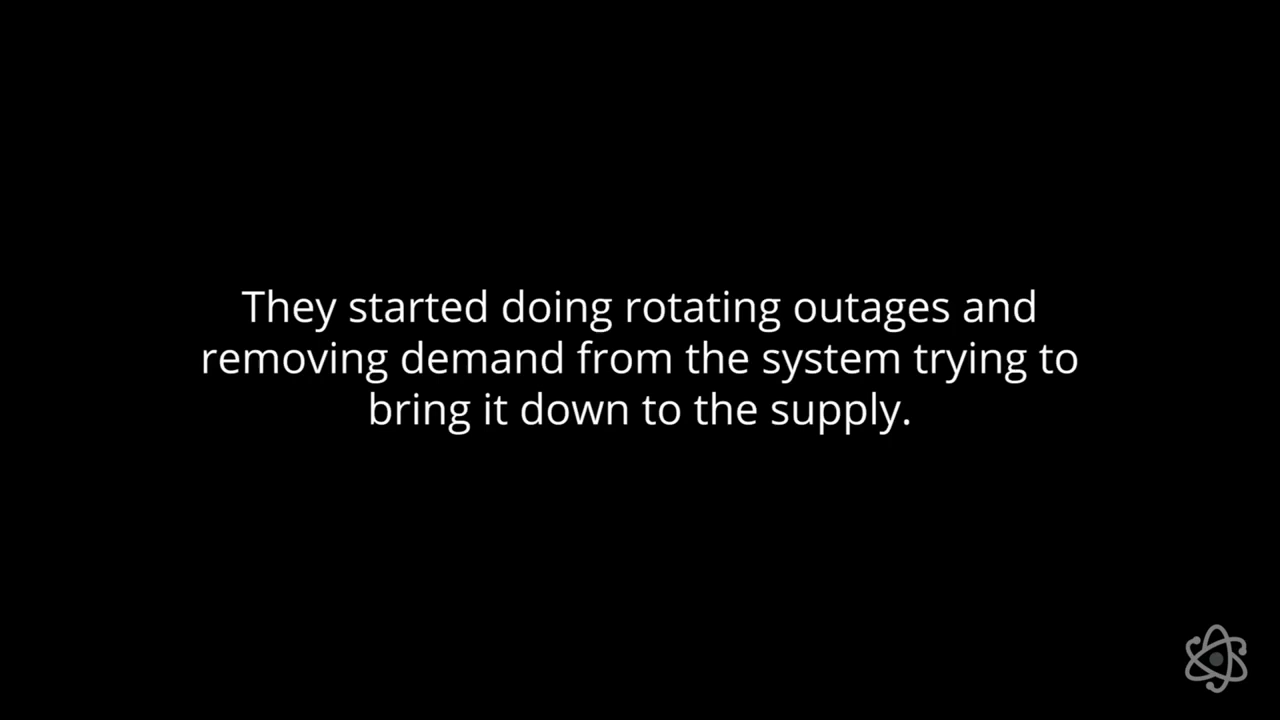 They started doing rotating outages and
removing demand from the system trying to
bring it down to the supply.